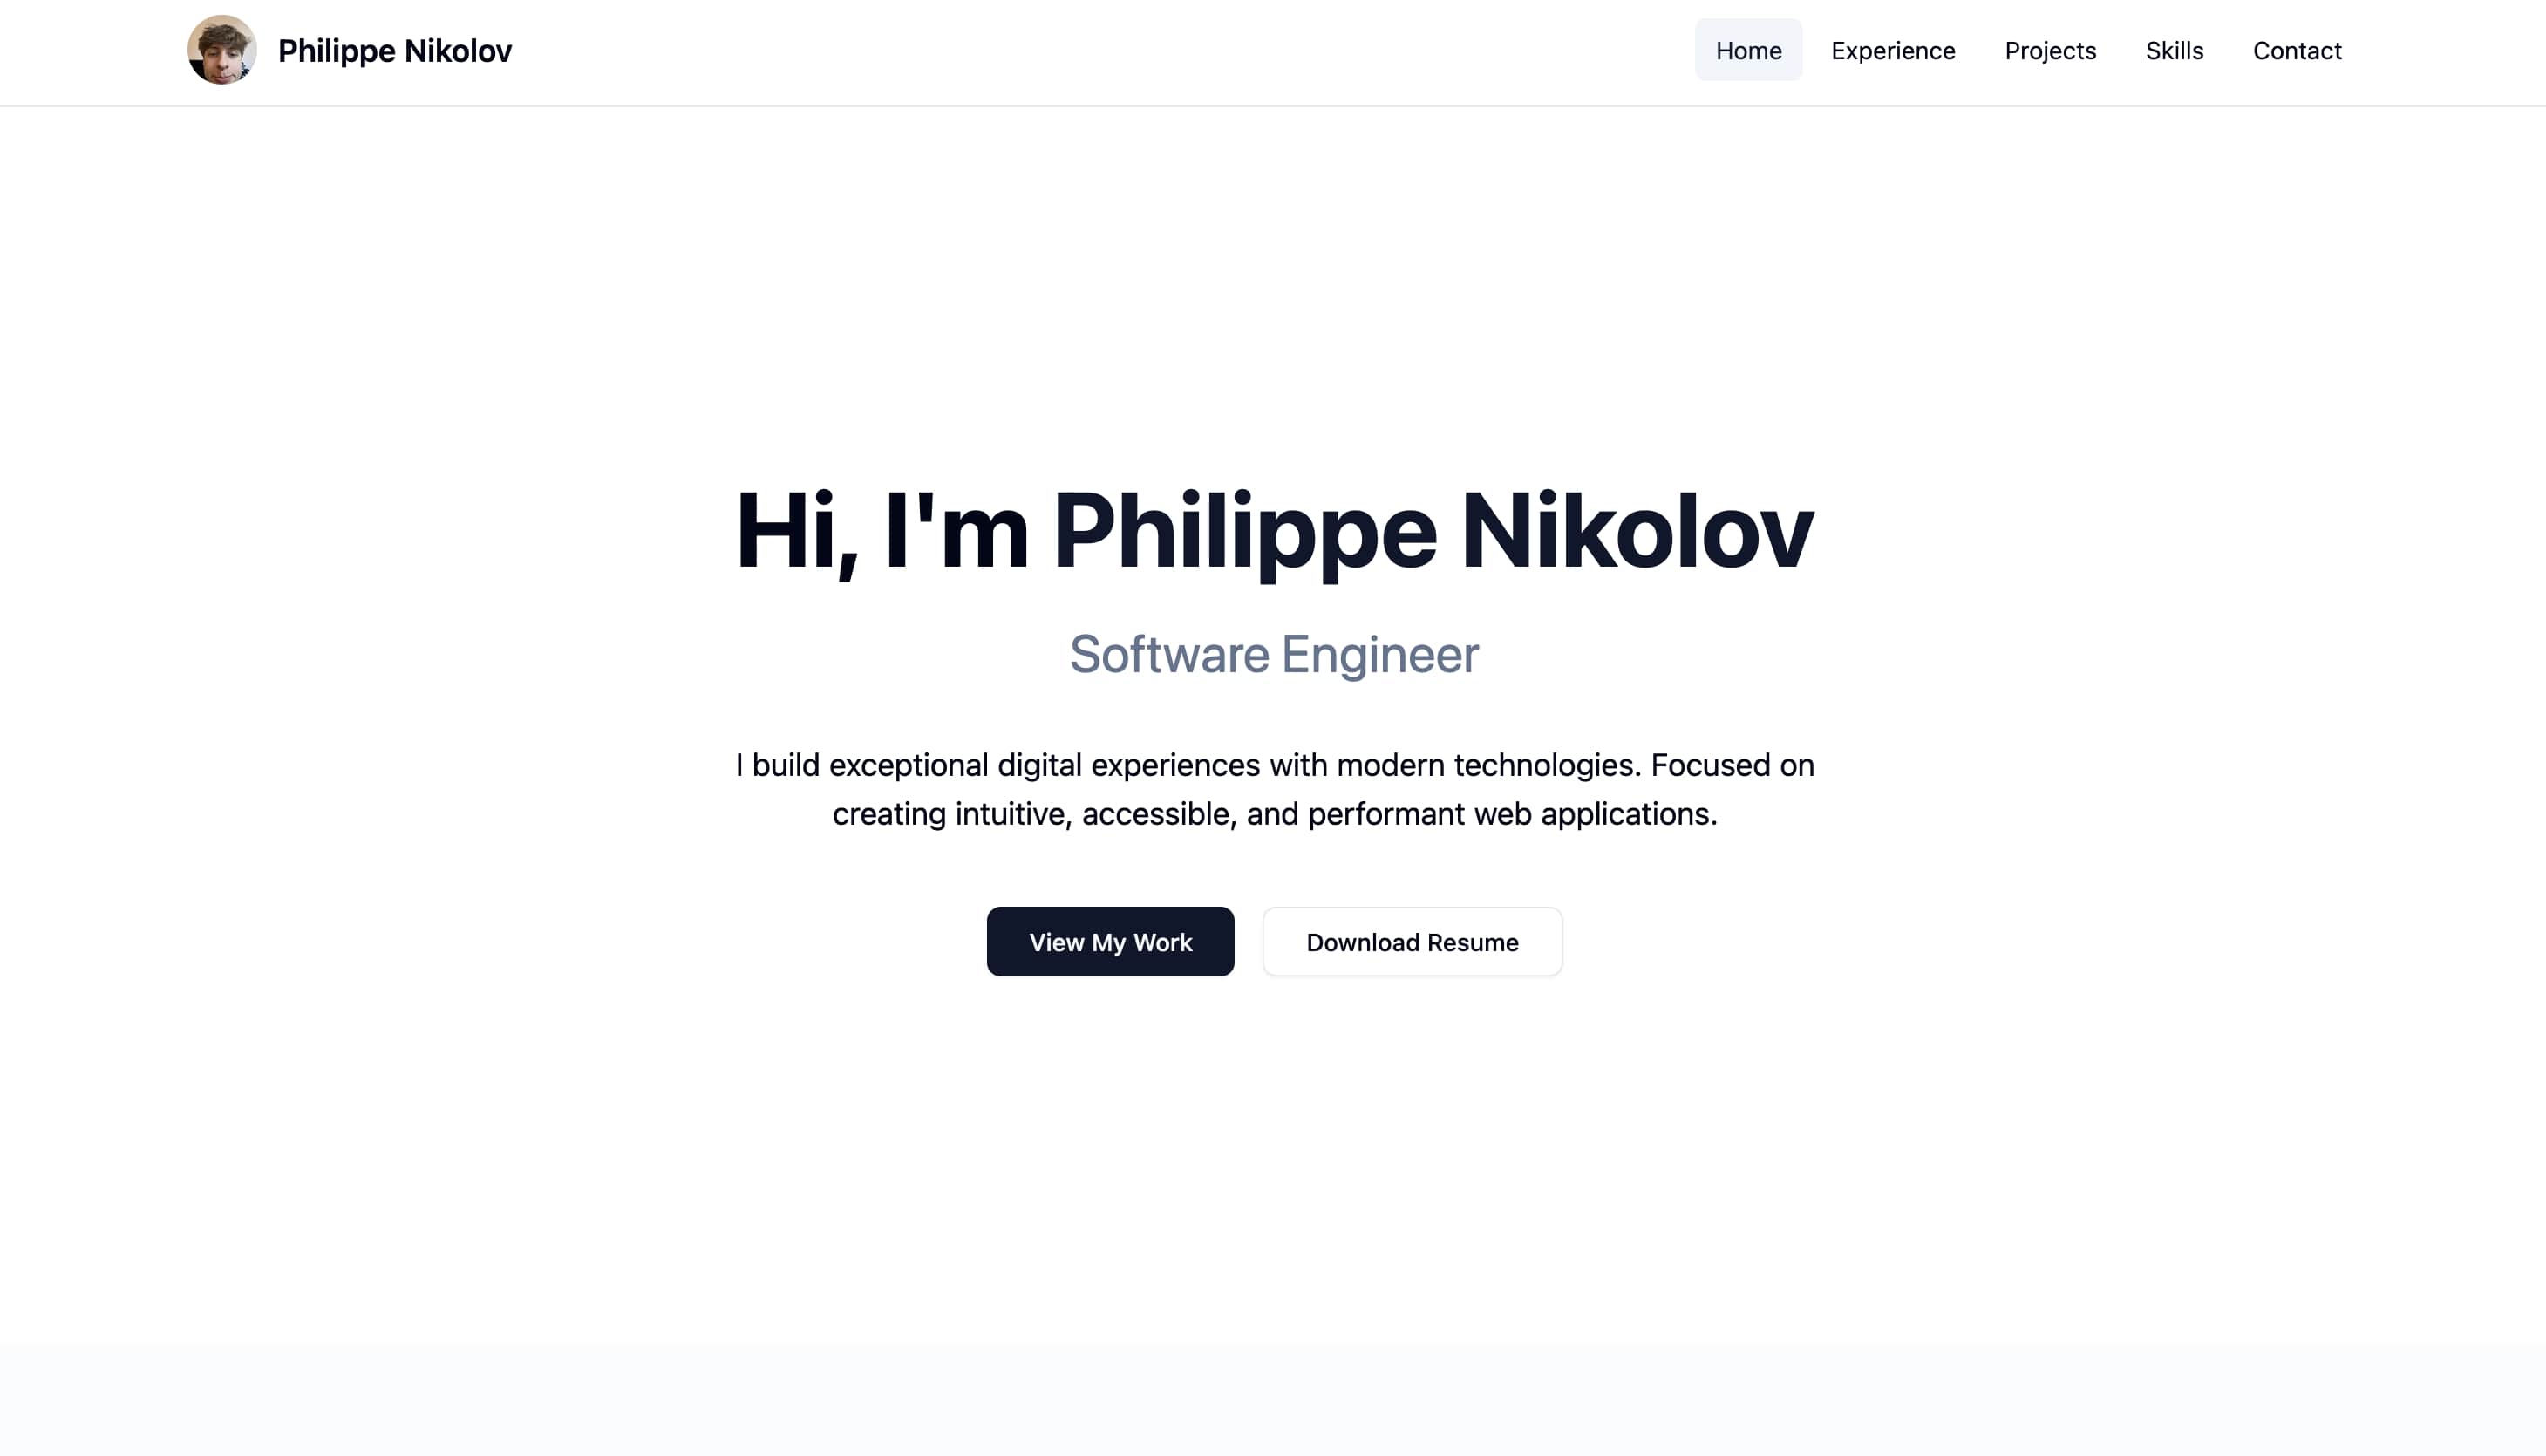 Philippe Nikolov
Home Experience Projects Skills Contact
Hi, I'm Philippe Nikolov
Software Engineer
I build exceptional digital experiences with modern technologies. Focused on
creating intuitive, accessible, and performant web applications.
View My Work
Download Resume